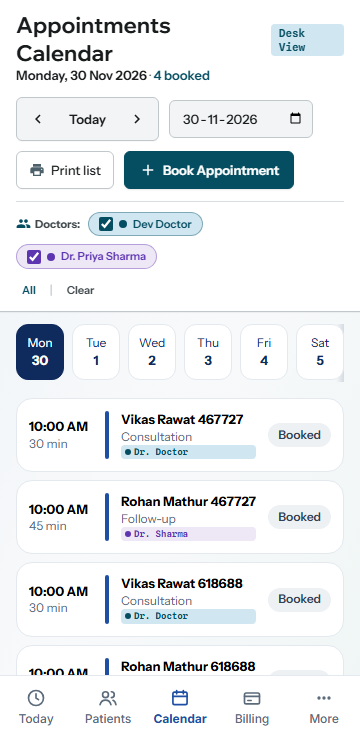 Appointments
Calendar
Desk
View
Monday, 30 Nov 2026 · 4 booked
Today
30-11-2026
Print list
Book Appointment
Doctors:
Dev Doctor
Dr. Priya Sharma
All | Clear
Mon Tue Wed Thu Fri Sat
30 1 2 3 4 5
10:00 AM
30 min
Vikas Rawat 467727
Consultation
Dr. Doctor
Booked
10:00 AM
45 min
Rohan Mathur 467727
Follow-up
Dr. Sharma
Booked
10:00 AM
30 min
Vikas Rawat 618688
Consultation
Dr. Doctor
Booked
10:00 AM
Rohan Mathur 618688
Today Patients Calendar Billing More